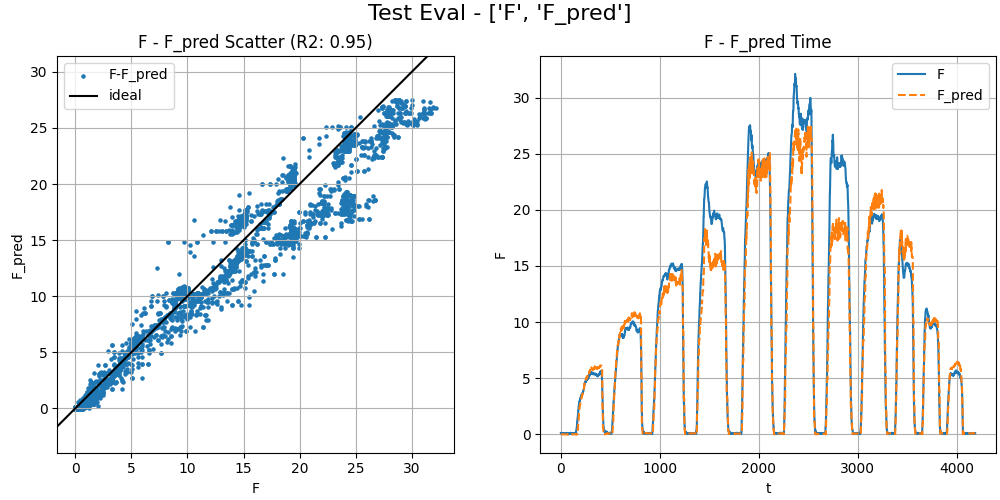 Test Eval - ['F', 'F_pred']
F - F_pred Scatter (R2: 0.95)
F-F_pred
ideal
30
25
20
15
10
5
0
F_pred
0 5 10 15 20 25 30
F
F - F_pred Time
F
F_pred
30
25
20
15
10
5
0
F
0 1000 2000 3000 4000
t